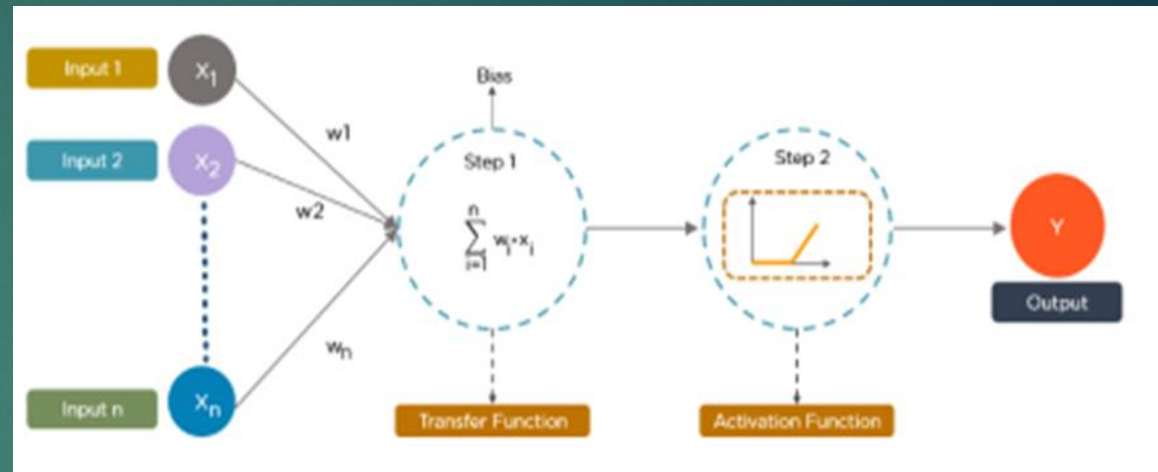 Input 1
X1
w1
Input 2
X2
w2
Input n
Xn
wn
Bias
Step 1
n
∑ wi*xi
i=1
Transfer Function
Step 2
Activation Function
Y
Output